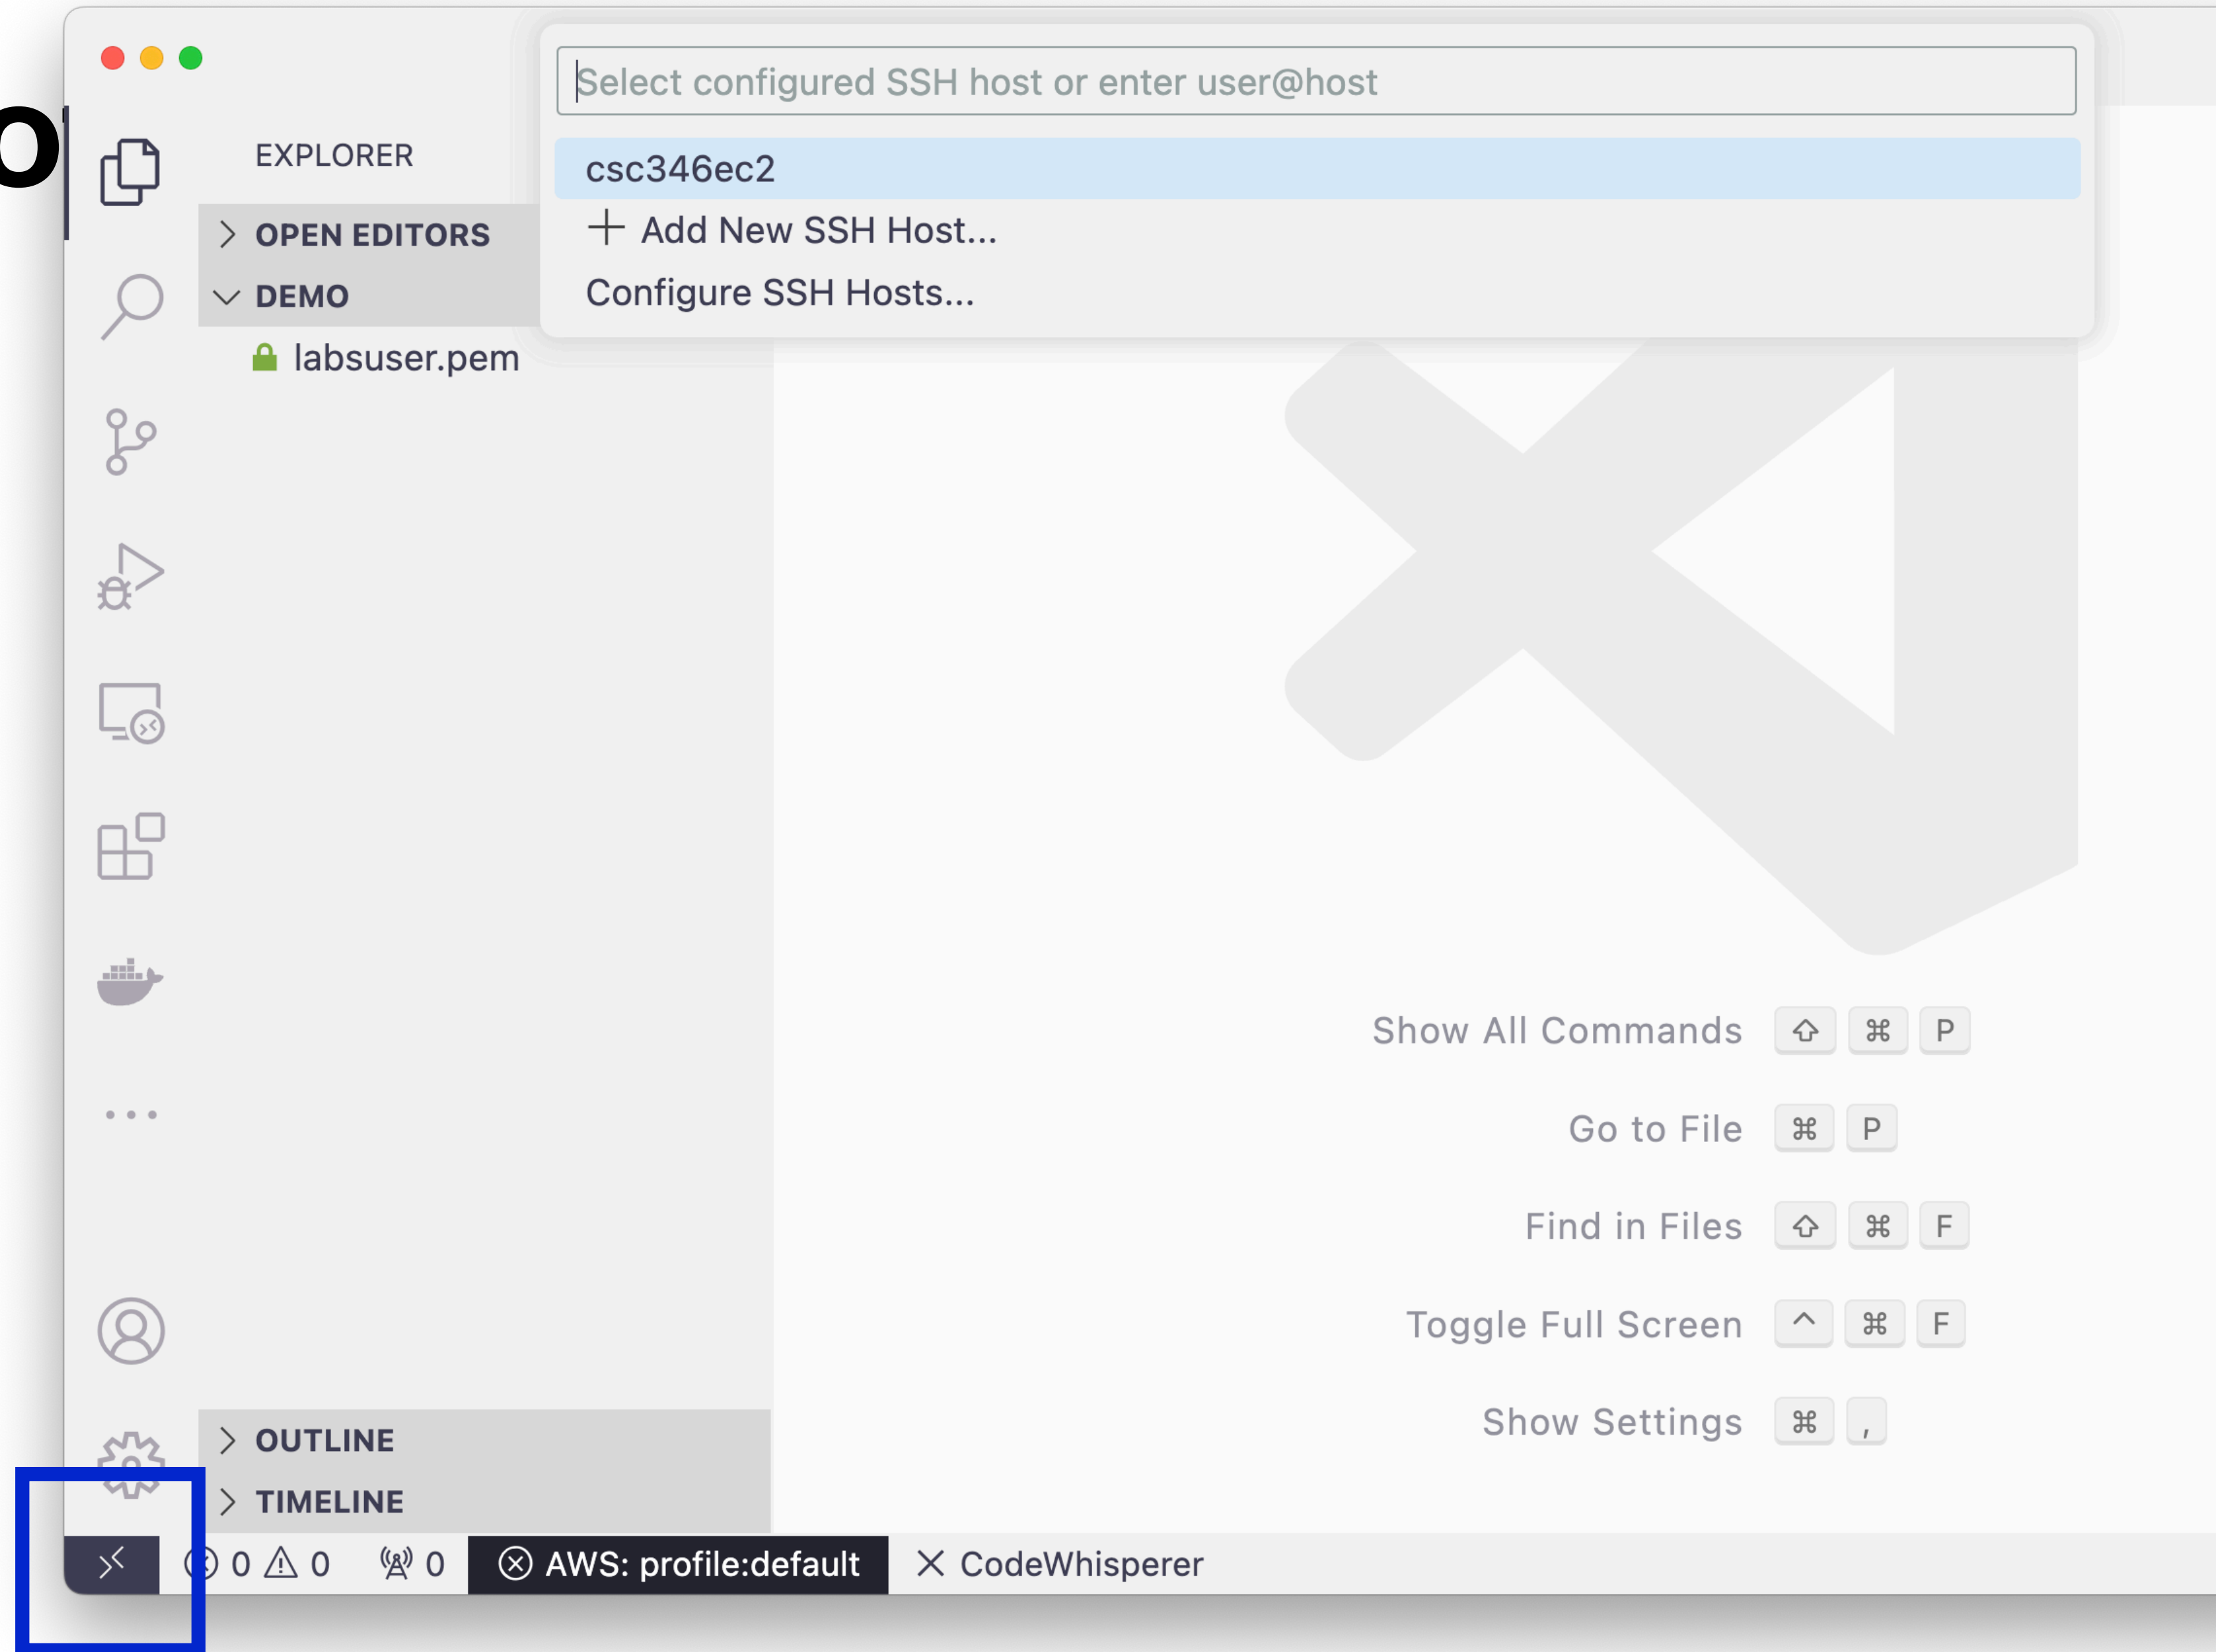 Select configured SSH host or enter user@host
EXPLORER
csc346ec2
OPEN EDITORS
Add New SSH Host...
DEMO
Configure SSH Hosts...
labsuser.pem
Show All Commands ⇧ ⌘ P
Go to File ⌘ P
Find in Files ⇧ ⌘ F
Toggle Full Screen ^ ⌘ F
Show Settings ⌘ ,
OUTLINE
TIMELINE
0 0 0 AWS: profile:default CodeWhisperer